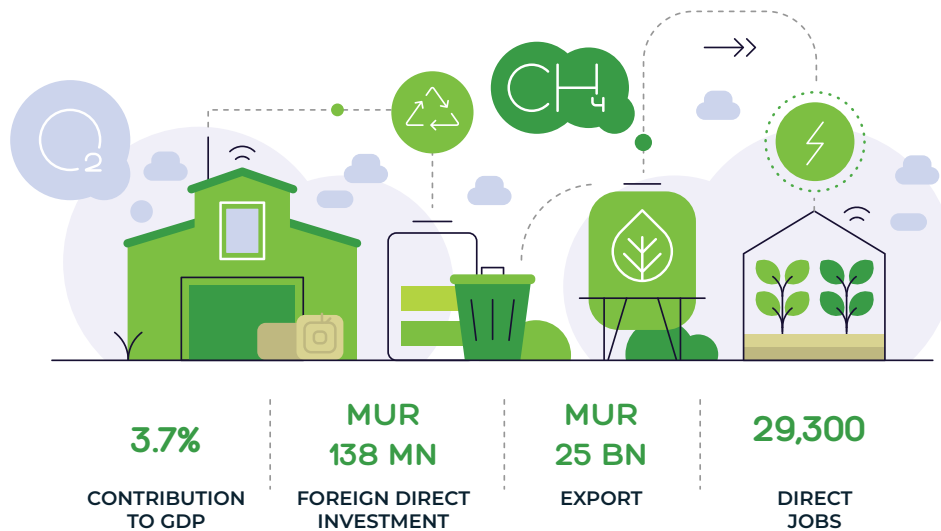 O2
CH4
3.7%
CONTRIBUTION
TO GDP
MUR
138 MN
FOREIGN DIRECT
INVESTMENT
MUR
25 BN
EXPORT
29,300
DIRECT
JOBS